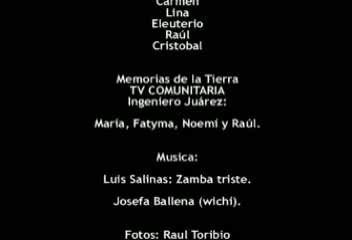 Carmen
Lina
Eleuterio
Raúl
Cristobal
Memorias de la Tierra
TV COMUNITARIA
Ingeniero Juárez:
María, Fatyma, Noemí y Raúl.
Musica:
Luis Salinas: Zamba triste.
Josefa Ballena (wichi).
Fotos: Raul Toribio